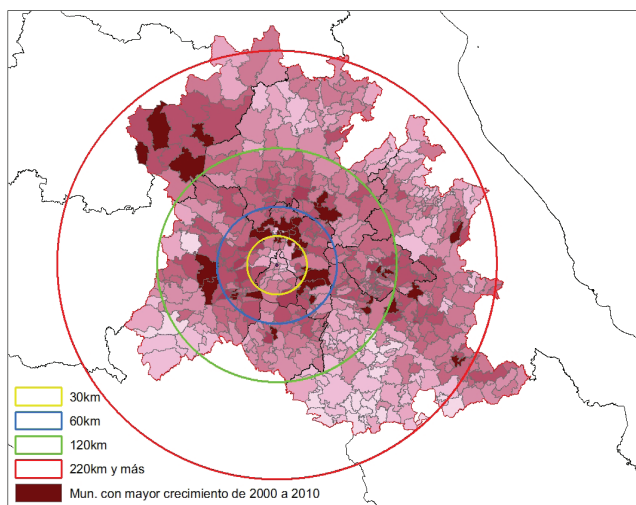 30km
60km
120km
220km y más
Mun. con mayor crecimiento de 2000 a 2010